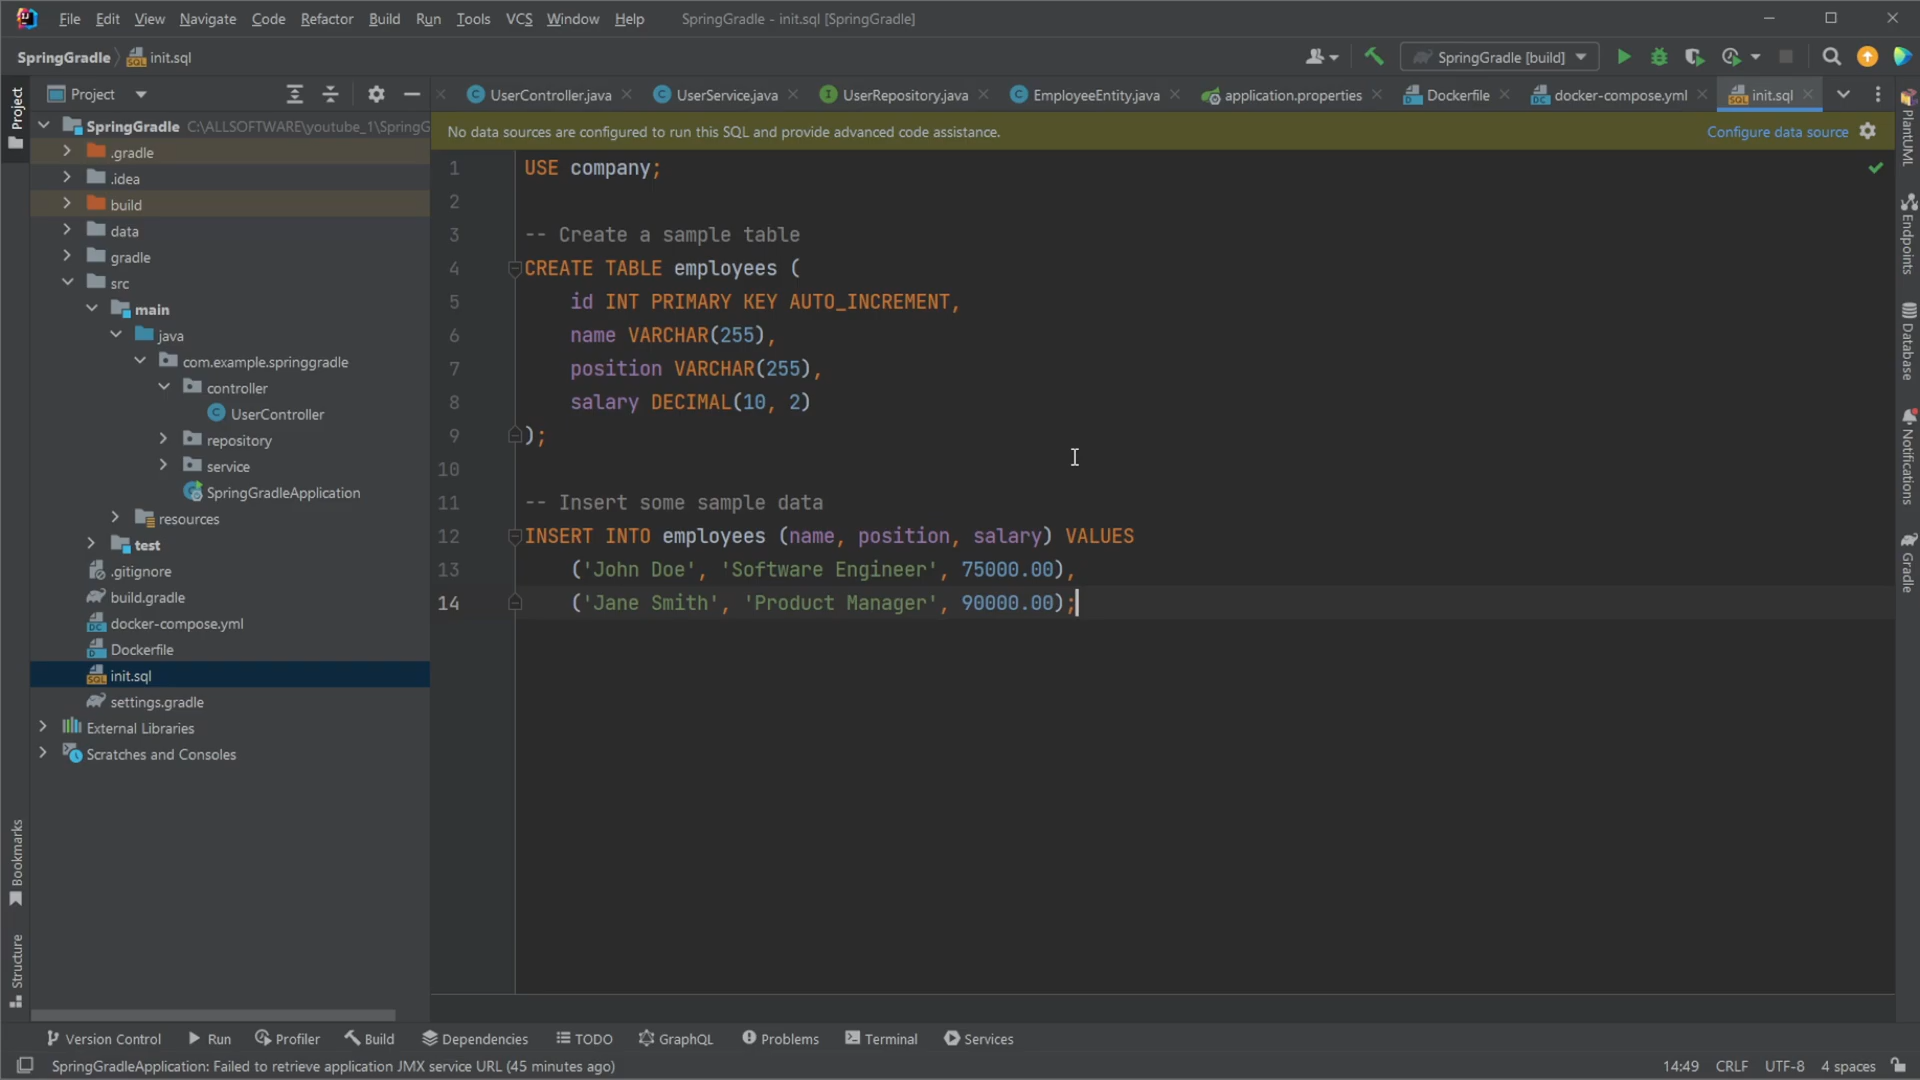 File Edit View Navigate Code Refactor Build Run Tools VCS Window Help SpringGradle - init.sql [SpringGradle]
SpringGradle init.sql SpringGradle [build]
Project UserController.java UserService.java UserRepository.java EmployeeEntity.java application.properties Dockerfile docker-compose.yml init.sql
No data sources are configured to run this SQL and provide advanced code assistance. Configure data source
Project
Bookmarks
Structure
SpringGradle C:\ALLSOFTWARE\youtube_1\SpringG
.gradle
.idea
build
data
gradle
src
main
java
com.example.springgradle
controller
UserController
repository
service
SpringGradleApplication
resources
test
.gitignore
build.gradle
docker-compose.yml
Dockerfile
init.sql
settings.gradle
External Libraries
Scratches and Consoles
1 USE company;
2
3 -- Create a sample table
4 CREATE TABLE employees (
5 id INT PRIMARY KEY AUTO_INCREMENT,
6 name VARCHAR(255),
7 position VARCHAR(255),
8 salary DECIMAL(10, 2)
9 );
10
11 -- Insert some sample data
12 INSERT INTO employees (name, position, salary) VALUES
13 ('John Doe', 'Software Engineer', 75000.00),
14 ('Jane Smith', 'Product Manager', 90000.00);
PlantUML
Endpoints
Database
Notifications
Gradle
Version Control Run Profiler Build Dependencies TODO GraphQL Problems Terminal Services
SpringGradleApplication: Failed to retrieve application JMX service URL (45 minutes ago) 14:49 CRLF UTF-8 4 spaces